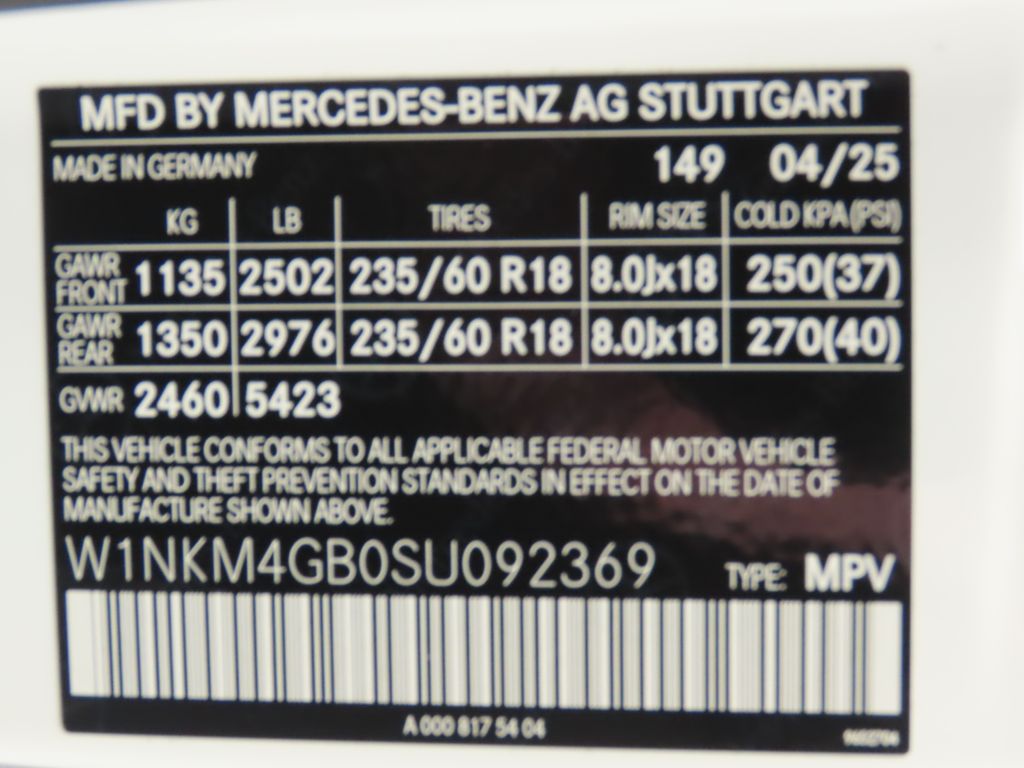 MFD BY MERCEDES-BENZ AG STUTTGART
MADE IN GERMANY 149 04/25
KG LB TIRES RIM SIZE COLD KPA (PSI)
GAWR FRONT 1135 2502 235/60 R18 8.0Jx18 250(37)
GAWR REAR 1350 2976 235/60 R18 8.0Jx18 270(40)
GVWR 2460 5423
THIS VEHICLE CONFORMS TO ALL APPLICABLE FEDERAL MOTOR VEHICLE
SAFETY AND THEFT PREVENTION STANDARDS IN EFFECT ON THE DATE OF
MANUFACTURE SHOWN ABOVE.
W1NKM4GB0SU092369 TYPE: MPV
A 000 817 54 04